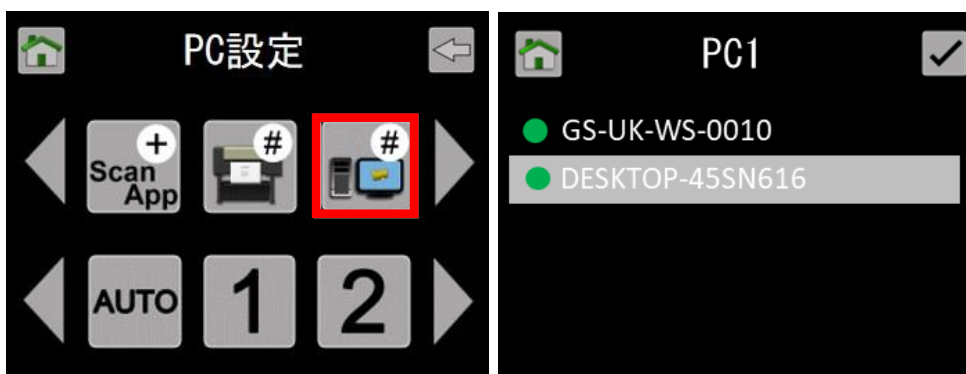 PC設定
+
Scan
App
#
#
AUTO
1
2
PC1
GS-UK-WS-0010
DESKTOP-45SN616